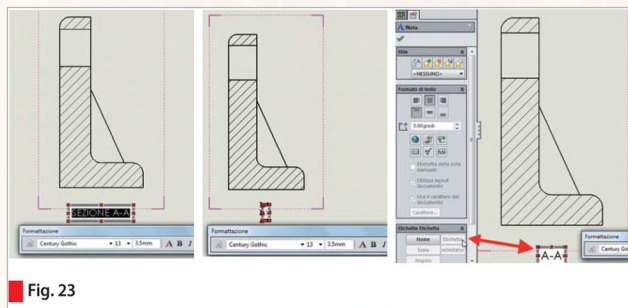 SEZIONE A-A
Formattazione
Century Gothic 13 3.5mm A B I
Formattazione
Century Gothic 13 3.5mm A B
A Nota
Stile
<NESSUNO>
Formato di testo
0.00gradi
Etichetta della vista manuale
Utilizza layout documento
Usa il carattere del documento
Carattere...
Etichette Etichetta
Nome Etichetta
Scala
Angolo
A-A
Formattazione
Century Got
Fig. 23